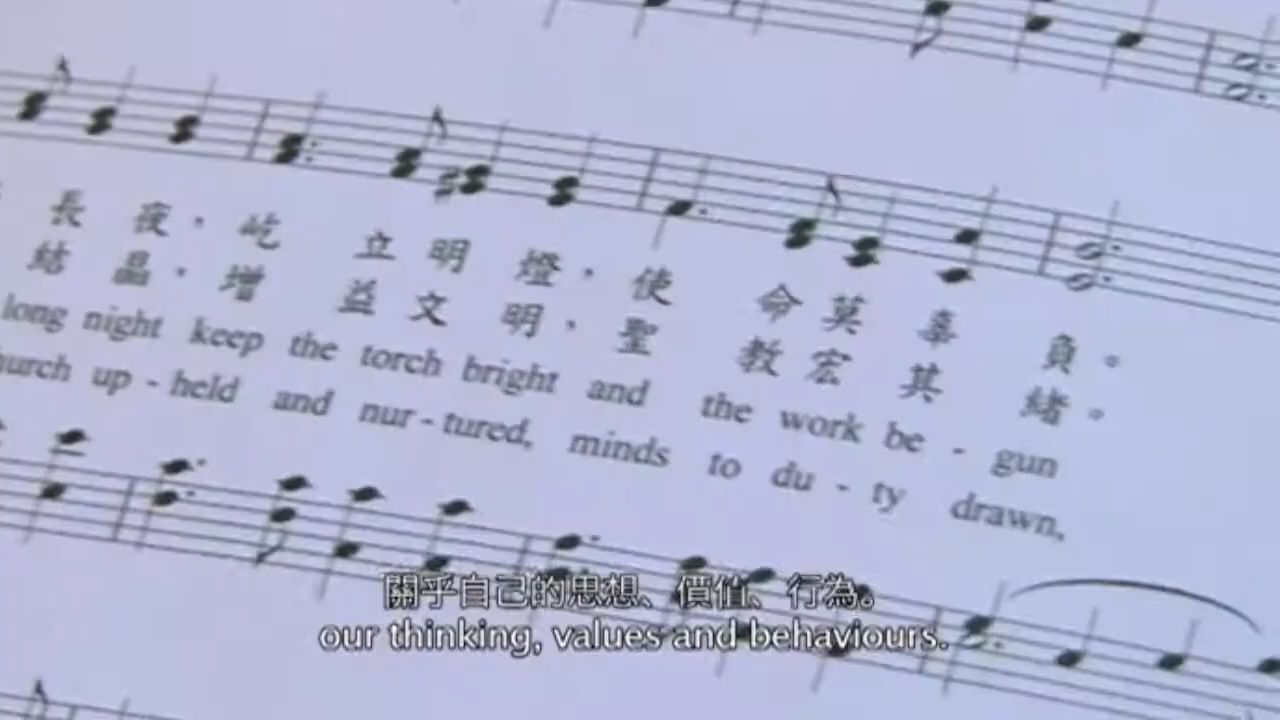 長夜，屹立明燈，使命莫辜負。
結晶，增益文明，聖教宏其緒。
long night keep the torch bright and the work be - gun
up - held and nur - tured, minds to du - ty drawn,
關乎自己的思想、價值、行為。
our thinking, values and behaviours.